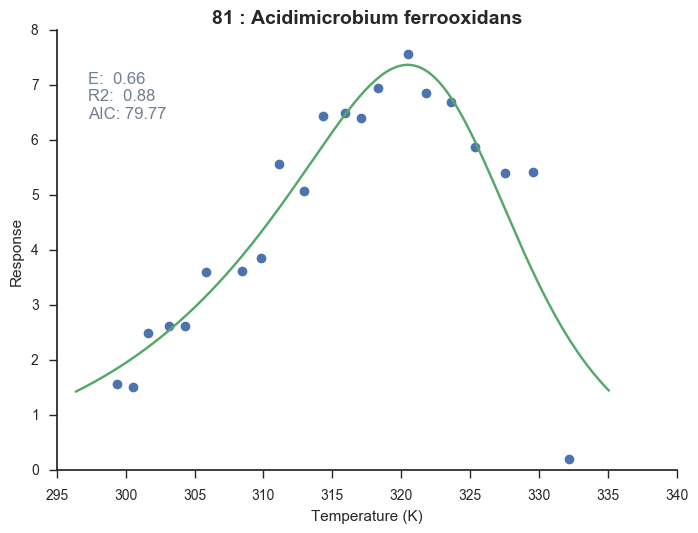 81 : Acidimicrobium ferrooxidans
E:  0.66
R2:  0.88
AIC: 79.77
8
7
6
5
4
3
2
1
0
Response
295 300 305 310 315 320 325 330 335 340
Temperature (K)